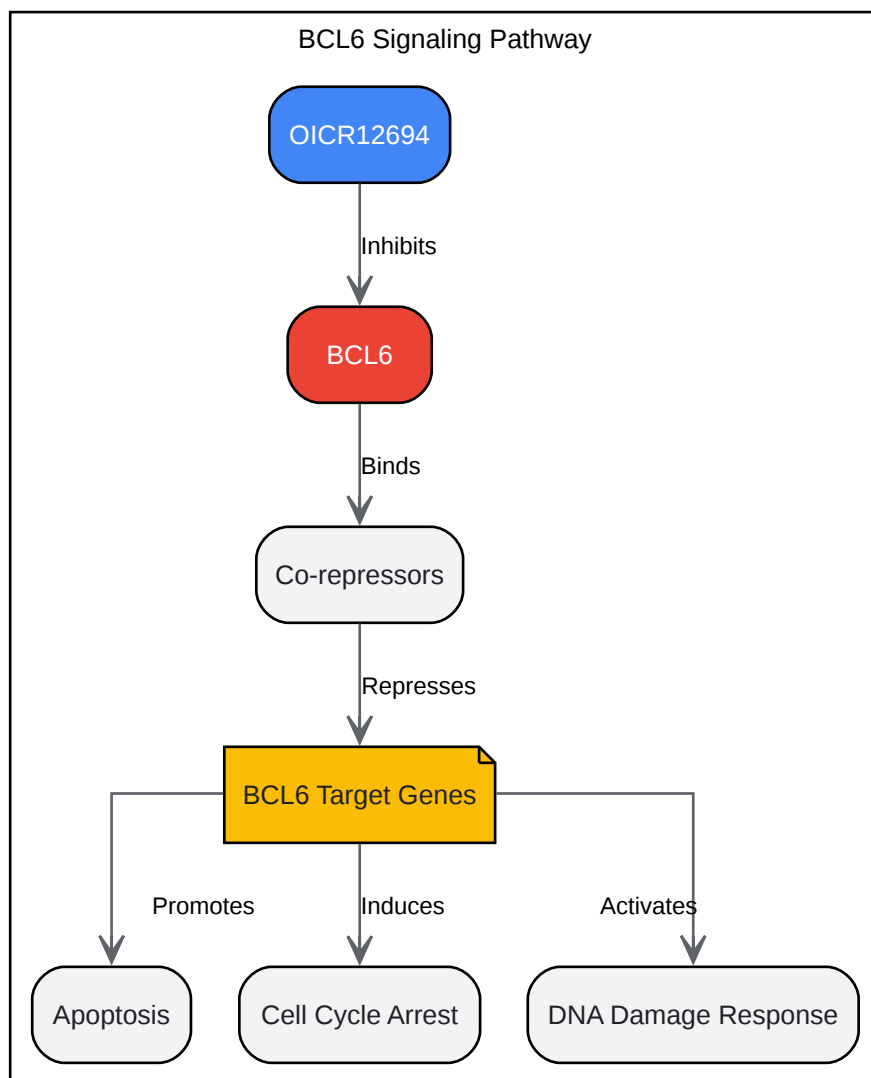 BCL6 Signaling Pathway
OICR12694
Inhibits
BCL6
Binds
Co-repressors
Represses
BCL6 Target Genes
Promotes
Induces
Activates
Apoptosis
Cell Cycle Arrest
DNA Damage Response